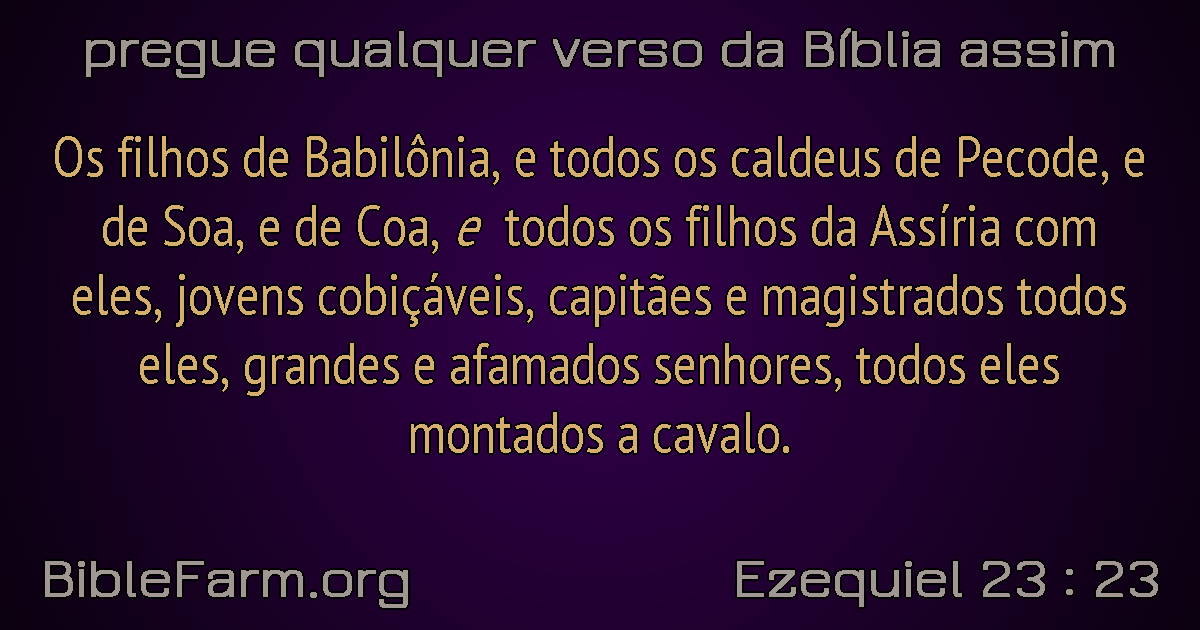 pregue qualquer verso da Bíblia assim
Os filhos de Babilônia, e todos os caldeus de Pecode, e
de Soa, e de Coa, e todos os filhos da Assíria com
eles, jovens cobiçáveis, capitães e magistrados todos
eles, grandes e afamados senhores, todos eles
montados a cavalo.
BibleFarm.org
Ezequiel 23 : 23